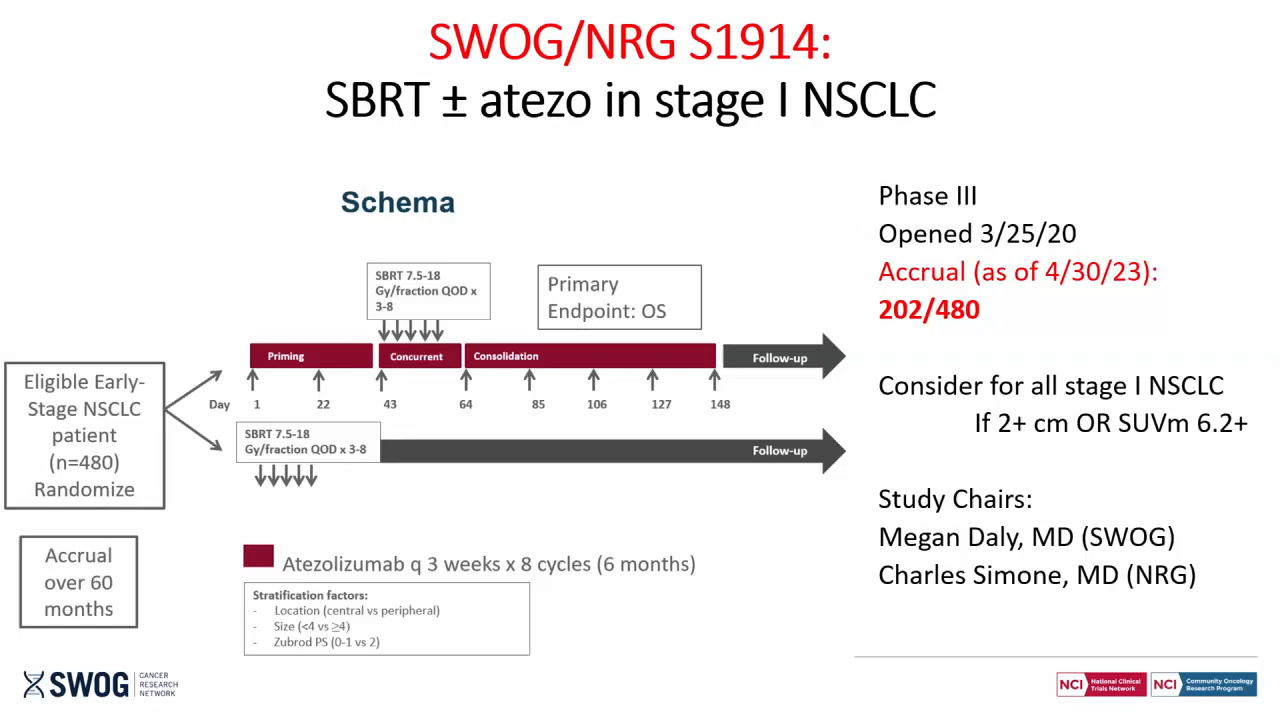 SWOG/NRG S1914:
SBRT ± atezo in stage I NSCLC
Schema
SBRT 7.5-18
Gy/fraction QOD x
3-8
Primary
Endpoint: OS
Priming
Concurrent
Consolidation
Follow-up
Eligible Early-
Stage NSCLC
patient
(n=480)
Randomize
Day 1 22 43 64 85 106 127 148
SBRT 7.5-18
Gy/fraction QOD x 3-8
Follow-up
Accrual
over 60
months
Atezolizumab q 3 weeks x 8 cycles (6 months)
Stratification factors:
- Location (central vs peripheral)
- Size (<4 vs ≥4)
- Zubrod PS (0-1 vs 2)
Phase III
Opened 3/25/20
Accrual (as of 4/30/23):
202/480
Consider for all stage I NSCLC
If 2+ cm OR SUVm 6.2+
Study Chairs:
Megan Daly, MD (SWOG)
Charles Simone, MD (NRG)
SWOG
CANCER
RESEARCH
NETWORK
NCI
National Clinical
Trials Network
NCI
Community Oncology
Research Program